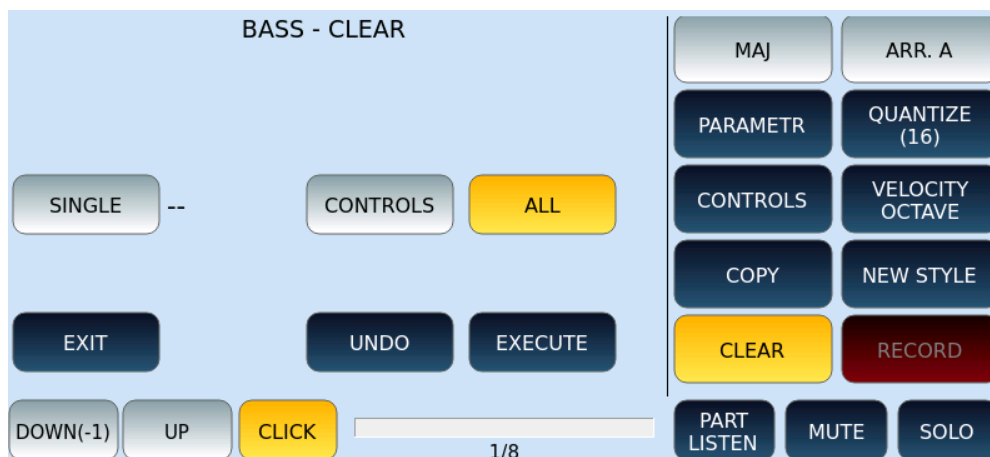 BASS - CLEAR
MAJ
ARR. A
PARAMETR
QUANTIZE
(16)
SINGLE
--
CONTROLS
ALL
CONTROLS
VELOCITY
OCTAVE
COPY
NEW STYLE
EXIT
UNDO
EXECUTE
CLEAR
RECORD
DOWN(-1)
UP
CLICK
1/8
PART
LISTEN
MUTE
SOLO